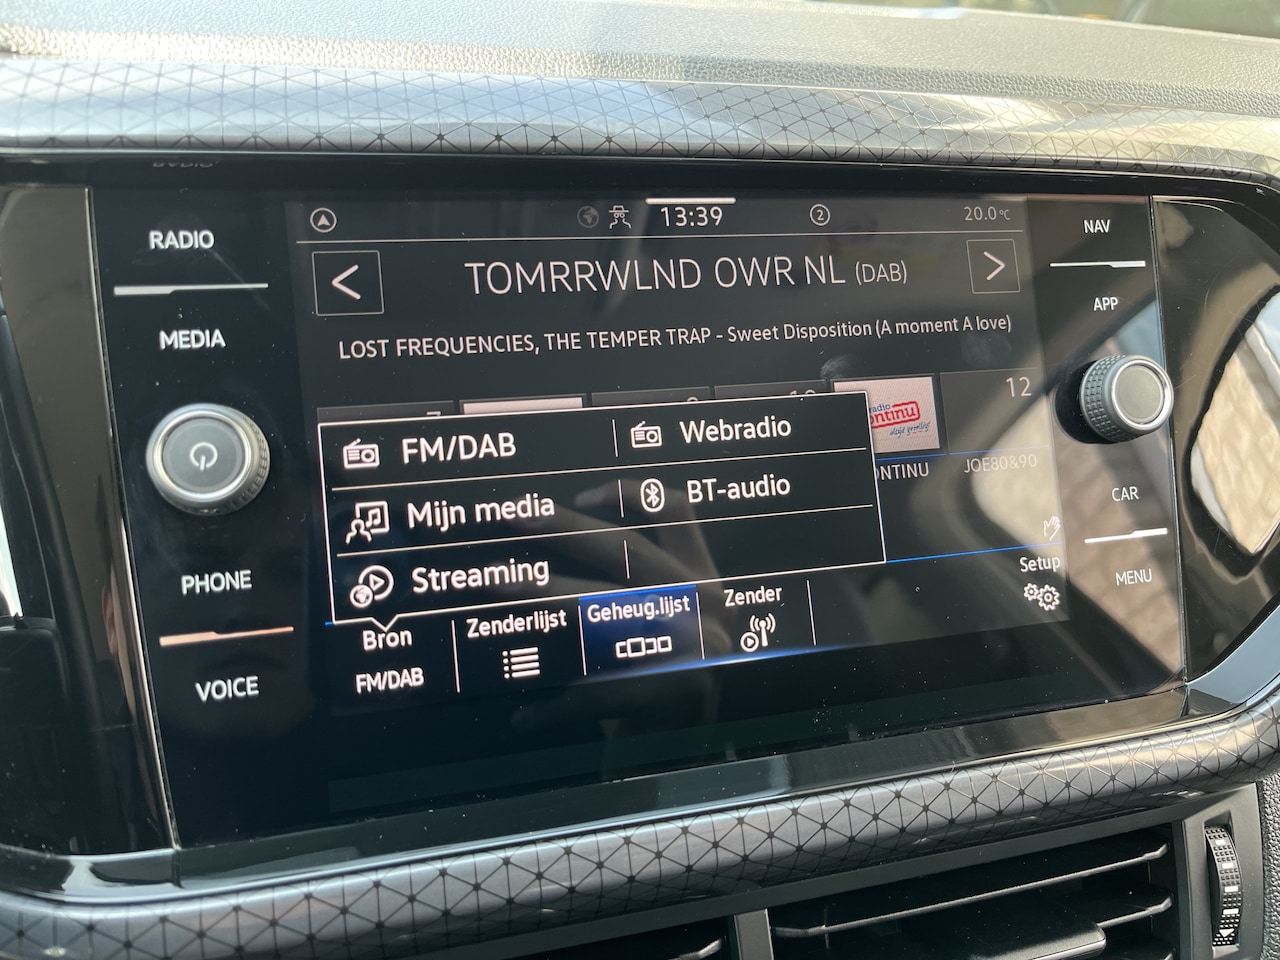 RADIO
MEDIA
PHONE
VOICE
13:39
2
20.0 °C
TOMRRWLND OWR NL (DAB)
LOST FREQUENCIES, THE TEMPER TRAP - Sweet Disposition (A moment A love)
12
ONTINU
JOE80&90
FM/DAB
Webradio
Mijn media
BT-audio
Streaming
Bron
FM/DAB
Zenderlijst
Geheug.lijst
Zender
Setup
NAV
APP
CAR
MENU